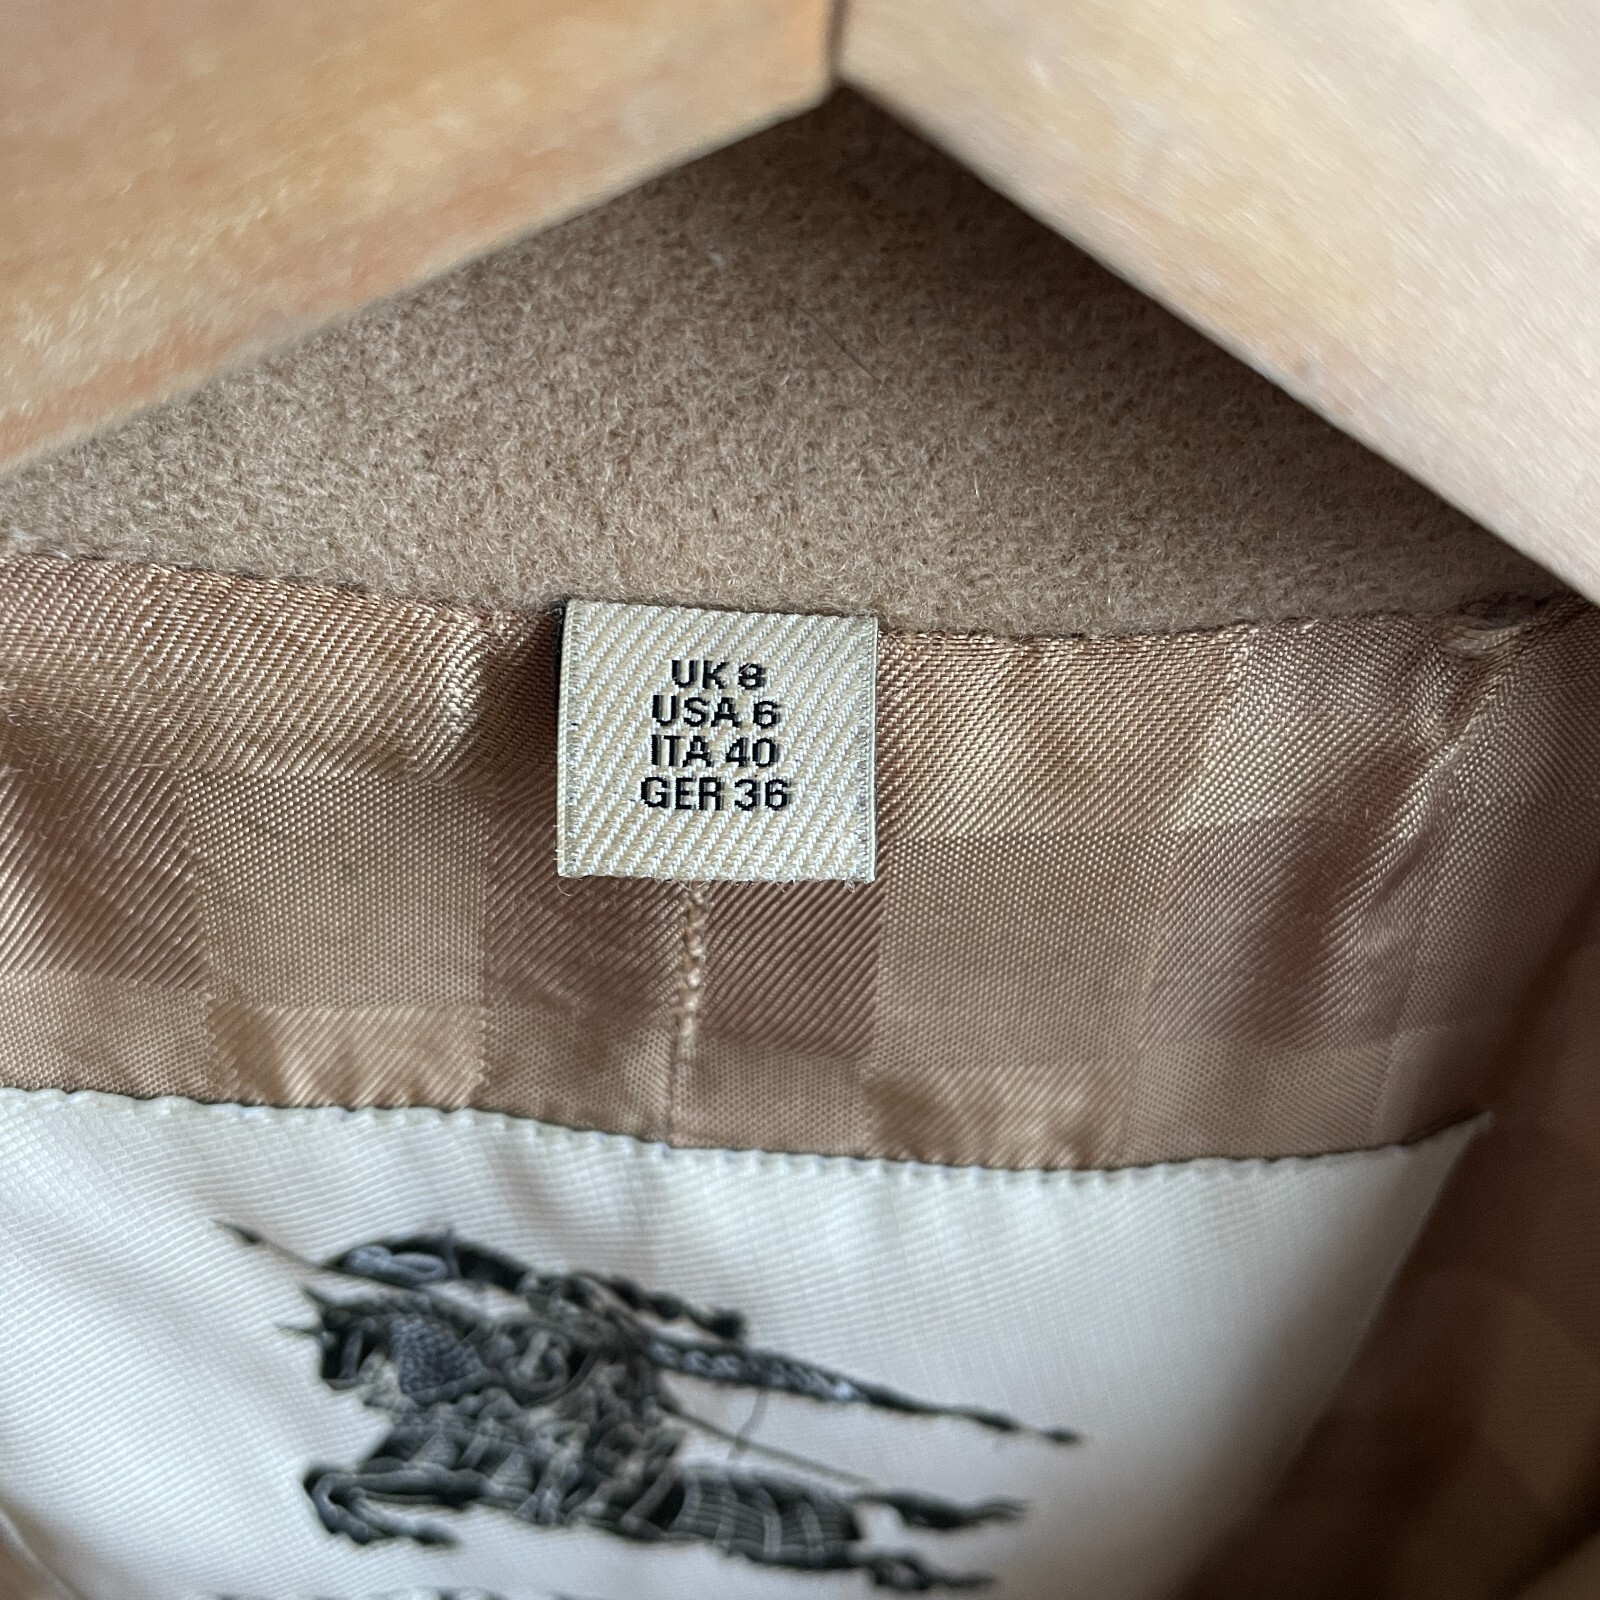 UK 8
USA 6
ITA 40
GER 36